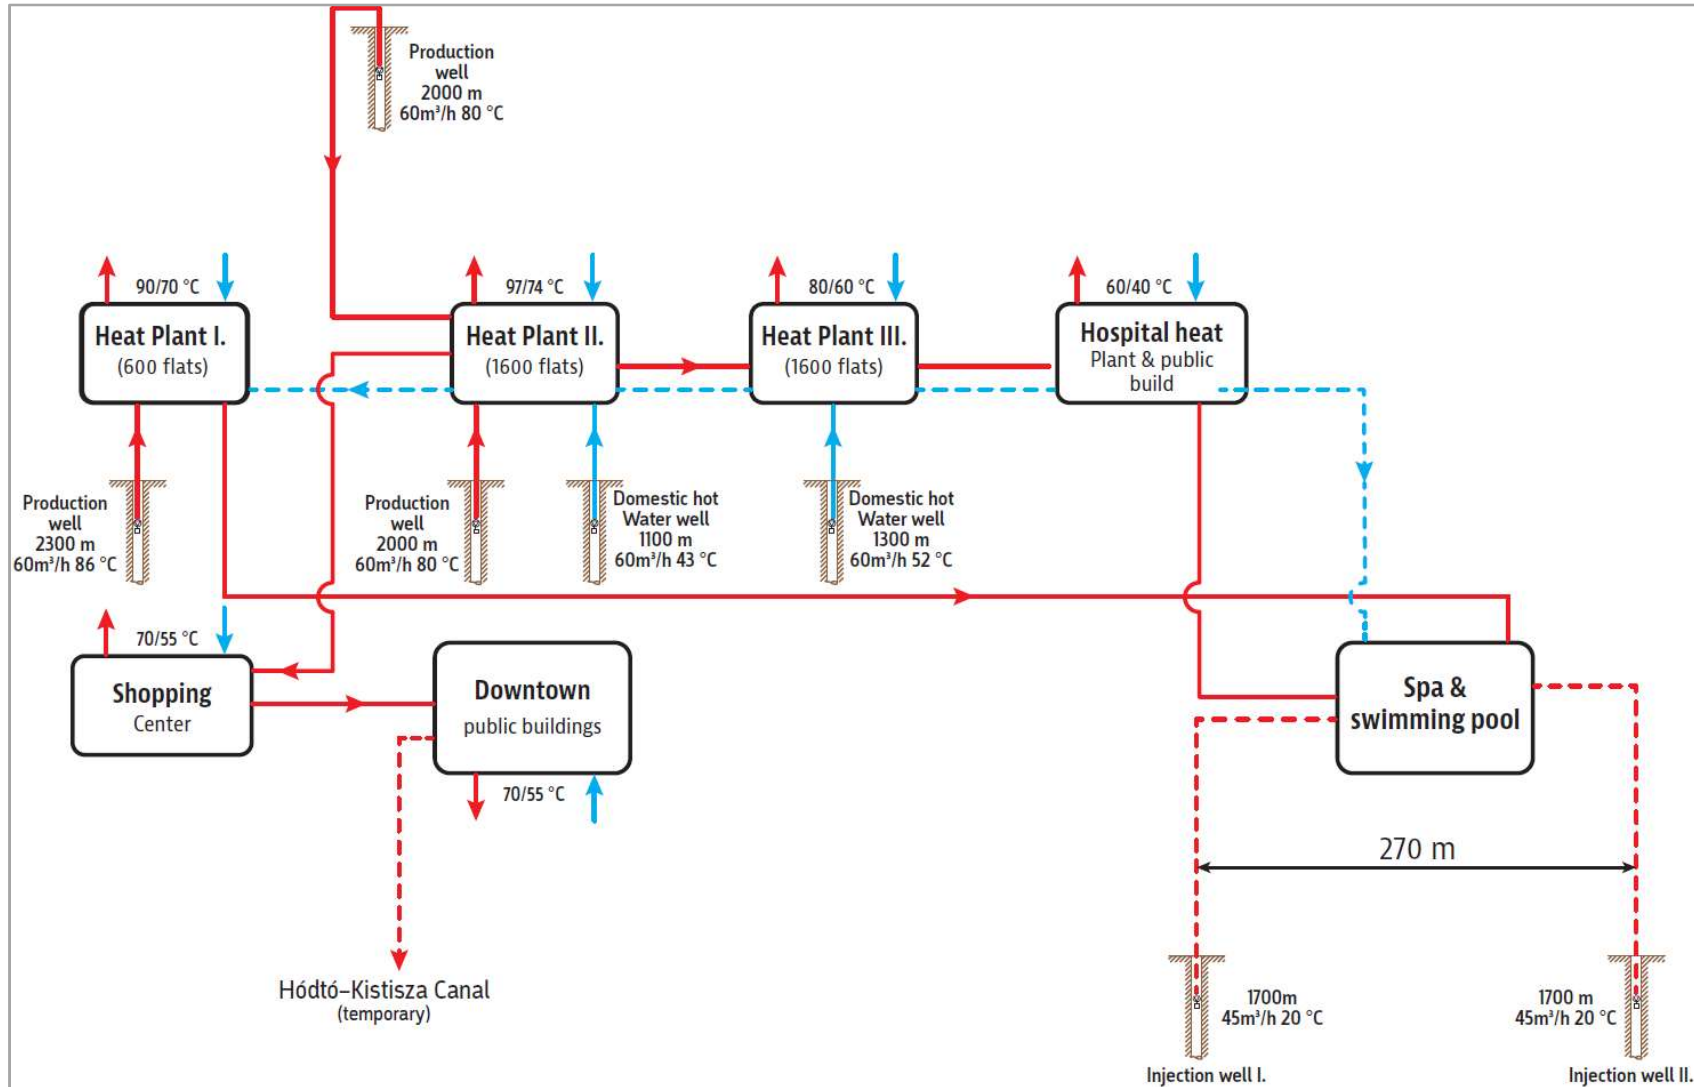 Production
well
2000 m
60m³/h 80 °C
90/70 °C
97/74 °C
80/60 °C
60/40 °C
Heat Plant I.
(600 flats)
Heat Plant II.
(1600 flats)
Heat Plant III.
(1600 flats)
Hospital heat
Plant & public
build
Production
well
2300 m
60m³/h 86 °C
Production
well
2000 m
60m³/h 80 °C
Domestic hot
Water well
1100 m
60m³/h 43 °C
Domestic hot
Water well
1300 m
60m³/h 52 °C
70/55 °C
Shopping
Center
Downtown
public buildings
70/55 °C
Spa &
swimming pool
270 m
Hódtó–Kistisza Canal
(temporary)
1700m
45m³/h 20 °C
Injection well I.
1700 m
45m³/h 20 °C
Injection well II.